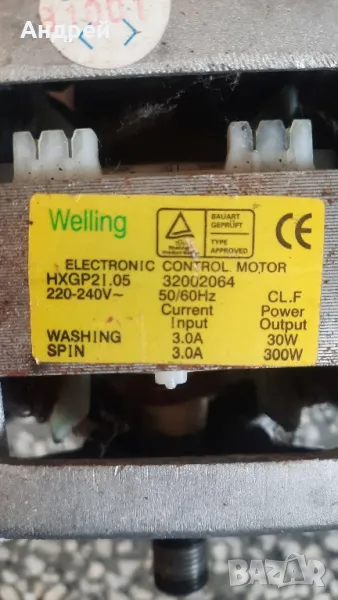 Андрей
Welling
BAUART
GEPRÜFT
TYPE
APPROVED
CE
ELECTRONIC CONTROL MOTOR
HXGP2I.05 32002064
220-240V~ 50/60Hz CL.F
Current Power
Input Output
WASHING 3.0A 30W
SPIN 3.0A 300W
BAZAR